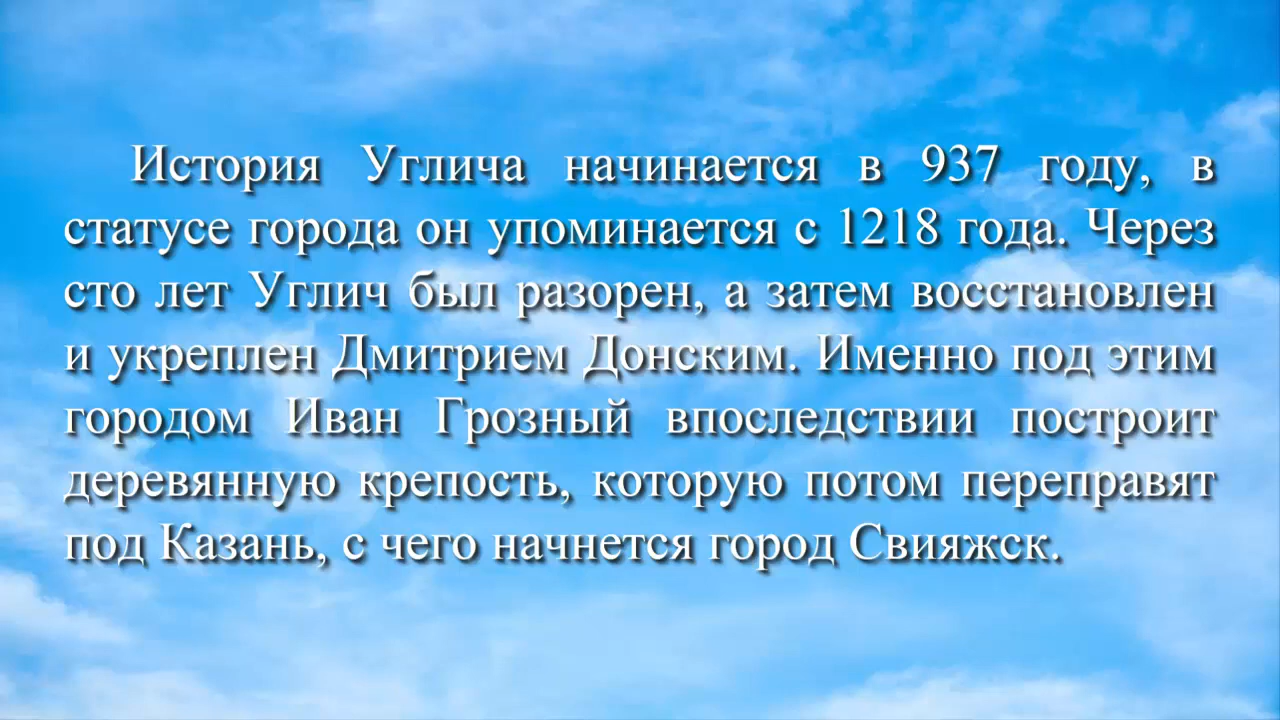 История Углича начинается в 937 году, в
статусе города он упоминается с 1218 года. Через
сто лет Углич был разорен, а затем восстановлен
и укреплен Дмитрием Донским. Именно под этим
городом Иван Грозный впоследствии построит
деревянную крепость, которую потом переправят
под Казань, с чего начнется город Свияжск.